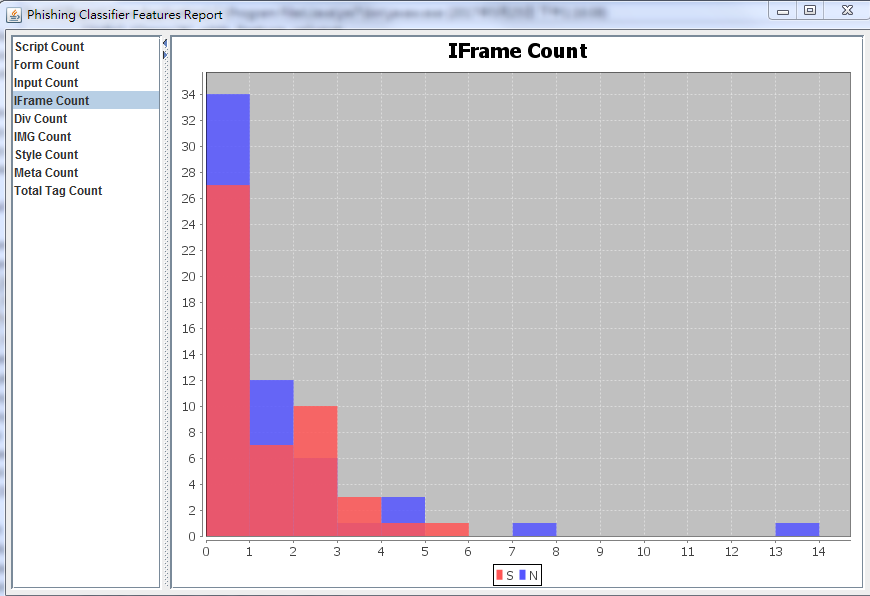 Phishing Classifier Features Report
Script Count
Form Count
Input Count
IFrame Count
Div Count
IMG Count
Style Count
Meta Count
Total Tag Count
IFrame Count
34
32
30
28
26
24
22
20
18
16
14
12
10
8
6
4
2
0
0 1 2 3 4 5 6 7 8 9 10 11 12 13 14
S N